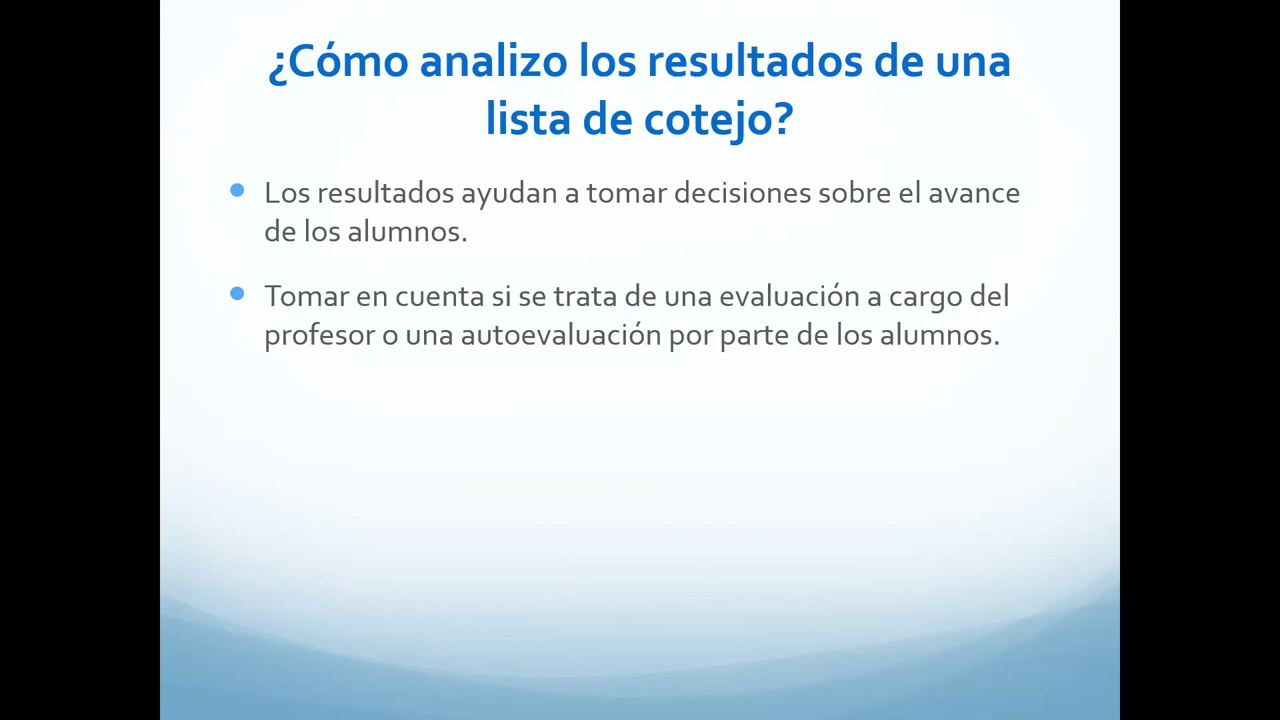 ¿Cómo analizo los resultados de una
lista de cotejo?
Los resultados ayudan a tomar decisiones sobre el avance
de los alumnos.
Tomar en cuenta si se trata de una evaluación a cargo del
profesor o una autoevaluación por parte de los alumnos.